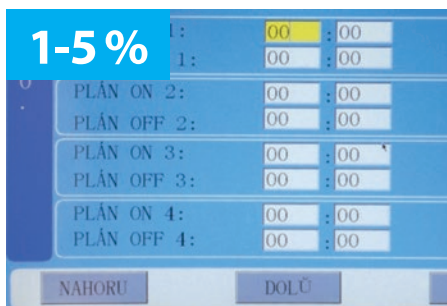 1-5 %
1: 00 : 00
1: 00 : 00
PLÁN ON 2: 00 : 00
PLÁN OFF 2: 00 : 00
PLÁN ON 3: 00 : 00
PLÁN OFF 3: 00 : 00
PLÁN ON 4: 00 : 00
PLÁN OFF 4: 00 : 00
NAHORU DOLŮ